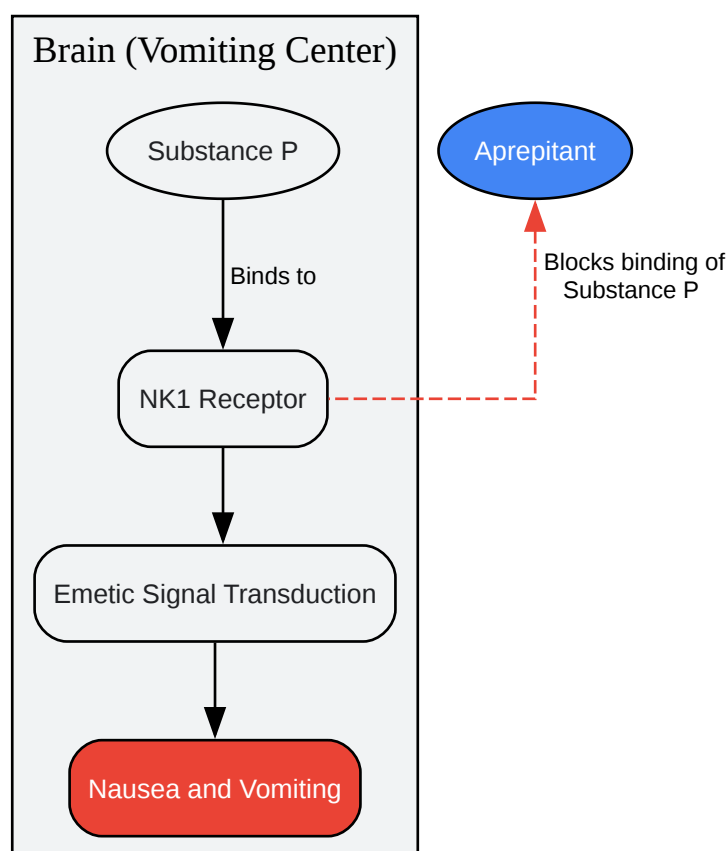 Brain (Vomiting Center)
Substance P
Aprepitant
Binds to
Blocks binding of
Substance P
NK1 Receptor
Emetic Signal Transduction
Nausea and Vomiting